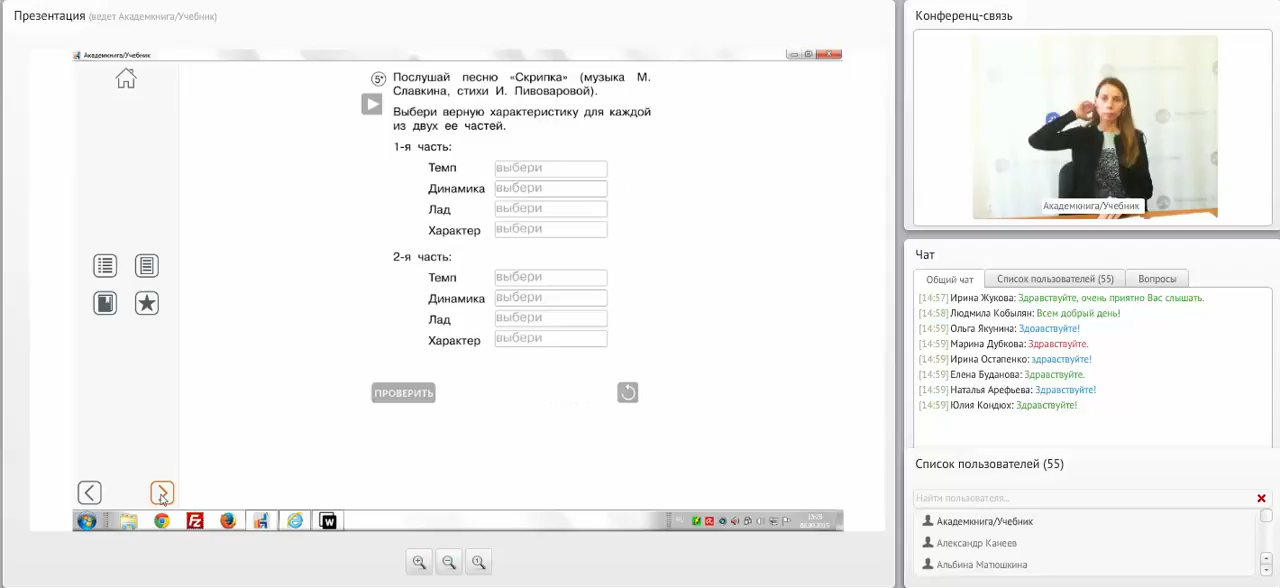 Презентация (ведет Академкнига/Учебник)
Академкнига/Учебник
5* Послушай песню «Скрипка» (музыка М.
Славкина, стихи И. Пивоваровой).
Выбери верную характеристику для каждой
из двух ее частей.
1-я часть:
Темп выбери
Динамика выбери
Лад выбери
Характер выбери
2-я часть:
Темп выбери
Динамика выбери
Лад выбери
Характер выбери
ПРОВЕРИТЬ
Конференц-связь
Академкнига/Учебник
Чат
Общий чат Список пользователей (55) Вопросы
[14:57] Ирина Жукова: Здравствуйте, очень приятно Вас слышать.
[14:58] Людмила Кобылян: Всем добрый день!
[14:59] Ольга Якунина: Здоавствуйте!
[14:59] Марина Дубкова: Здравствуйте.
[14:59] Ирина Остапенко: здравствуйте!
[14:59] Елена Буданова: Здравствуте.
[14:59] Наталья Арефьева: Здравствуйте!
[14:59] Юлия Кондюх: Здравствуйте!
Список пользователей (55)
Найти пользователя...
Академкнига/Учебник
Александр Канеев
Альбина Матюшкина